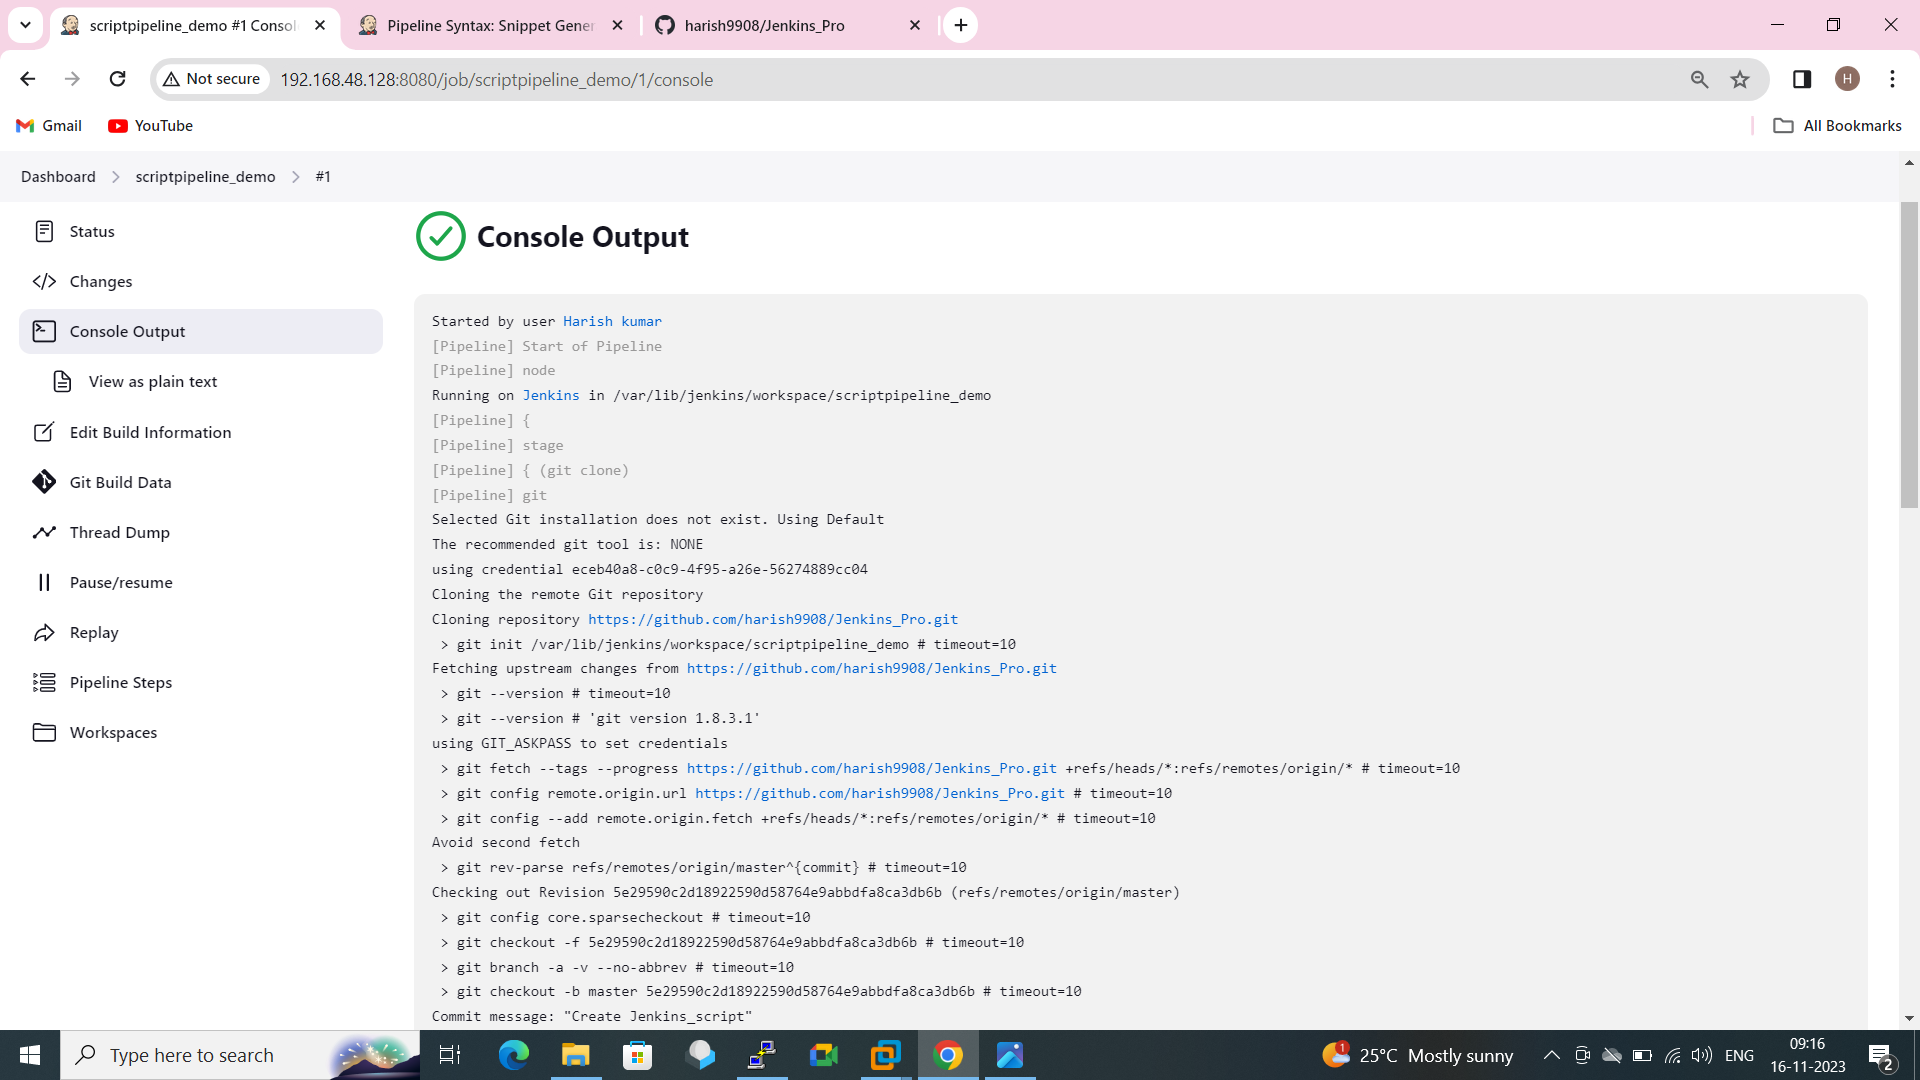 scriptpipeline_demo #1 Consol
Pipeline Syntax: Snippet Gener
harish9908/Jenkins_Pro
Not secure
192.168.48.128:8080/job/scriptpipeline_demo/1/console
H
Gmail
YouTube
All Bookmarks
Dashboard
scriptpipeline_demo
#1
Status
Changes
Console Output
View as plain text
Edit Build Information
Git Build Data
Thread Dump
Pause/resume
Replay
Pipeline Steps
Workspaces
Console Output
Started by user Harish kumar
[Pipeline] Start of Pipeline
[Pipeline] node
Running on Jenkins in /var/lib/jenkins/workspace/scriptpipeline_demo
[Pipeline] {
[Pipeline] stage
[Pipeline] { (git clone)
[Pipeline] git
Selected Git installation does not exist. Using Default
The recommended git tool is: NONE
using credential eceb40a8-c0c9-4f95-a26e-56274889cc04
Cloning the remote Git repository
Cloning repository https://github.com/harish9908/Jenkins_Pro.git
> git init /var/lib/jenkins/workspace/scriptpipeline_demo # timeout=10
Fetching upstream changes from https://github.com/harish9908/Jenkins_Pro.git
> git --version # timeout=10
> git --version # 'git version 1.8.3.1'
using GIT_ASKPASS to set credentials
> git fetch --tags --progress https://github.com/harish9908/Jenkins_Pro.git +refs/heads/*:refs/remotes/origin/* # timeout=10
> git config remote.origin.url https://github.com/harish9908/Jenkins_Pro.git # timeout=10
> git config --add remote.origin.fetch +refs/heads/*:refs/remotes/origin/* # timeout=10
Avoid second fetch
> git rev-parse refs/remotes/origin/master^{commit} # timeout=10
Checking out Revision 5e29590c2d18922590d58764e9abbdfa8ca3db6b (refs/remotes/origin/master)
> git config core.sparsecheckout # timeout=10
> git checkout -f 5e29590c2d18922590d58764e9abbdfa8ca3db6b # timeout=10
> git branch -a -v --no-abbrev # timeout=10
> git checkout -b master 5e29590c2d18922590d58764e9abbdfa8ca3db6b # timeout=10
Commit message: "Create Jenkins_script"
Type here to search
1
25°C Mostly sunny
ENG
09:16
16-11-2023
2